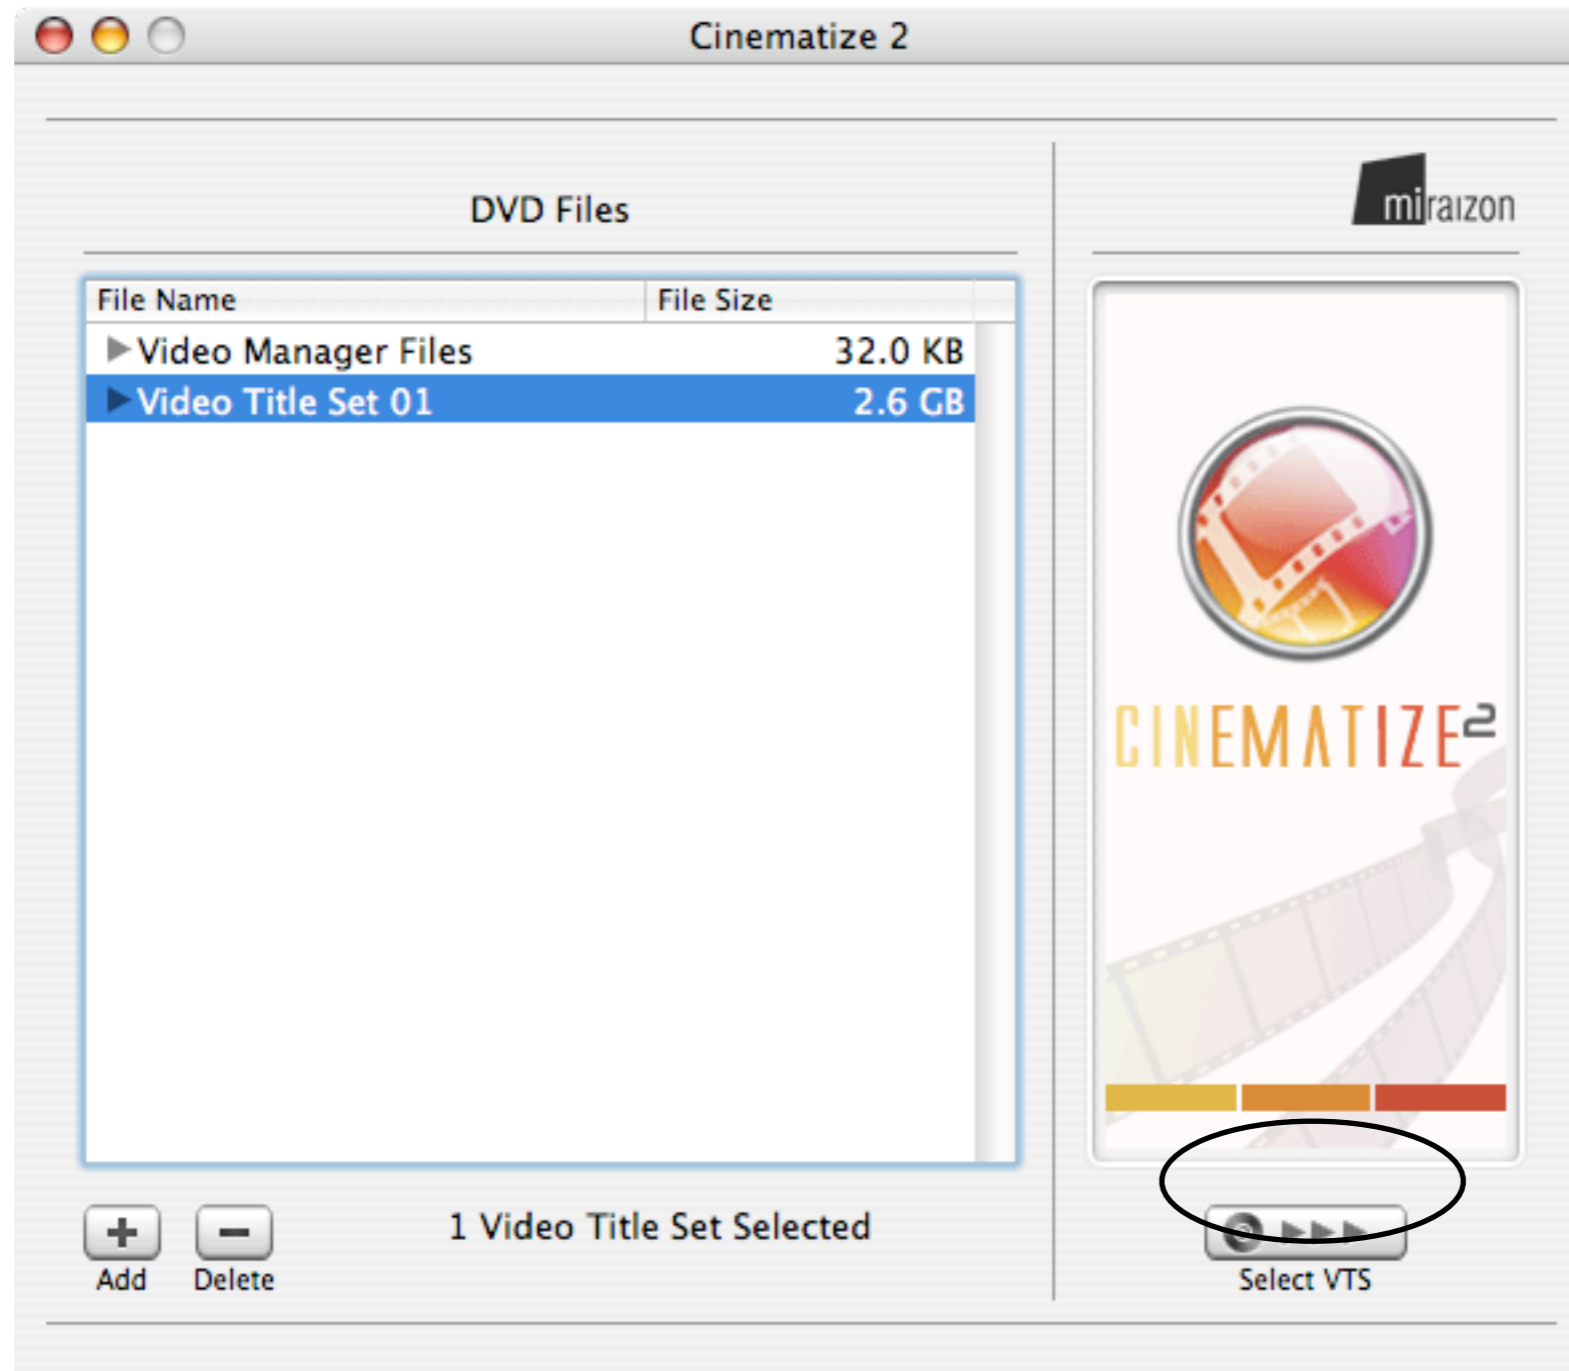 Cinematize 2
DVD Files
miraizon
File Name File Size
Video Manager Files 32.0 KB
Video Title Set 01 2.6 GB
CINEMATIZE2
1 Video Title Set Selected
Add Delete
Select VTS